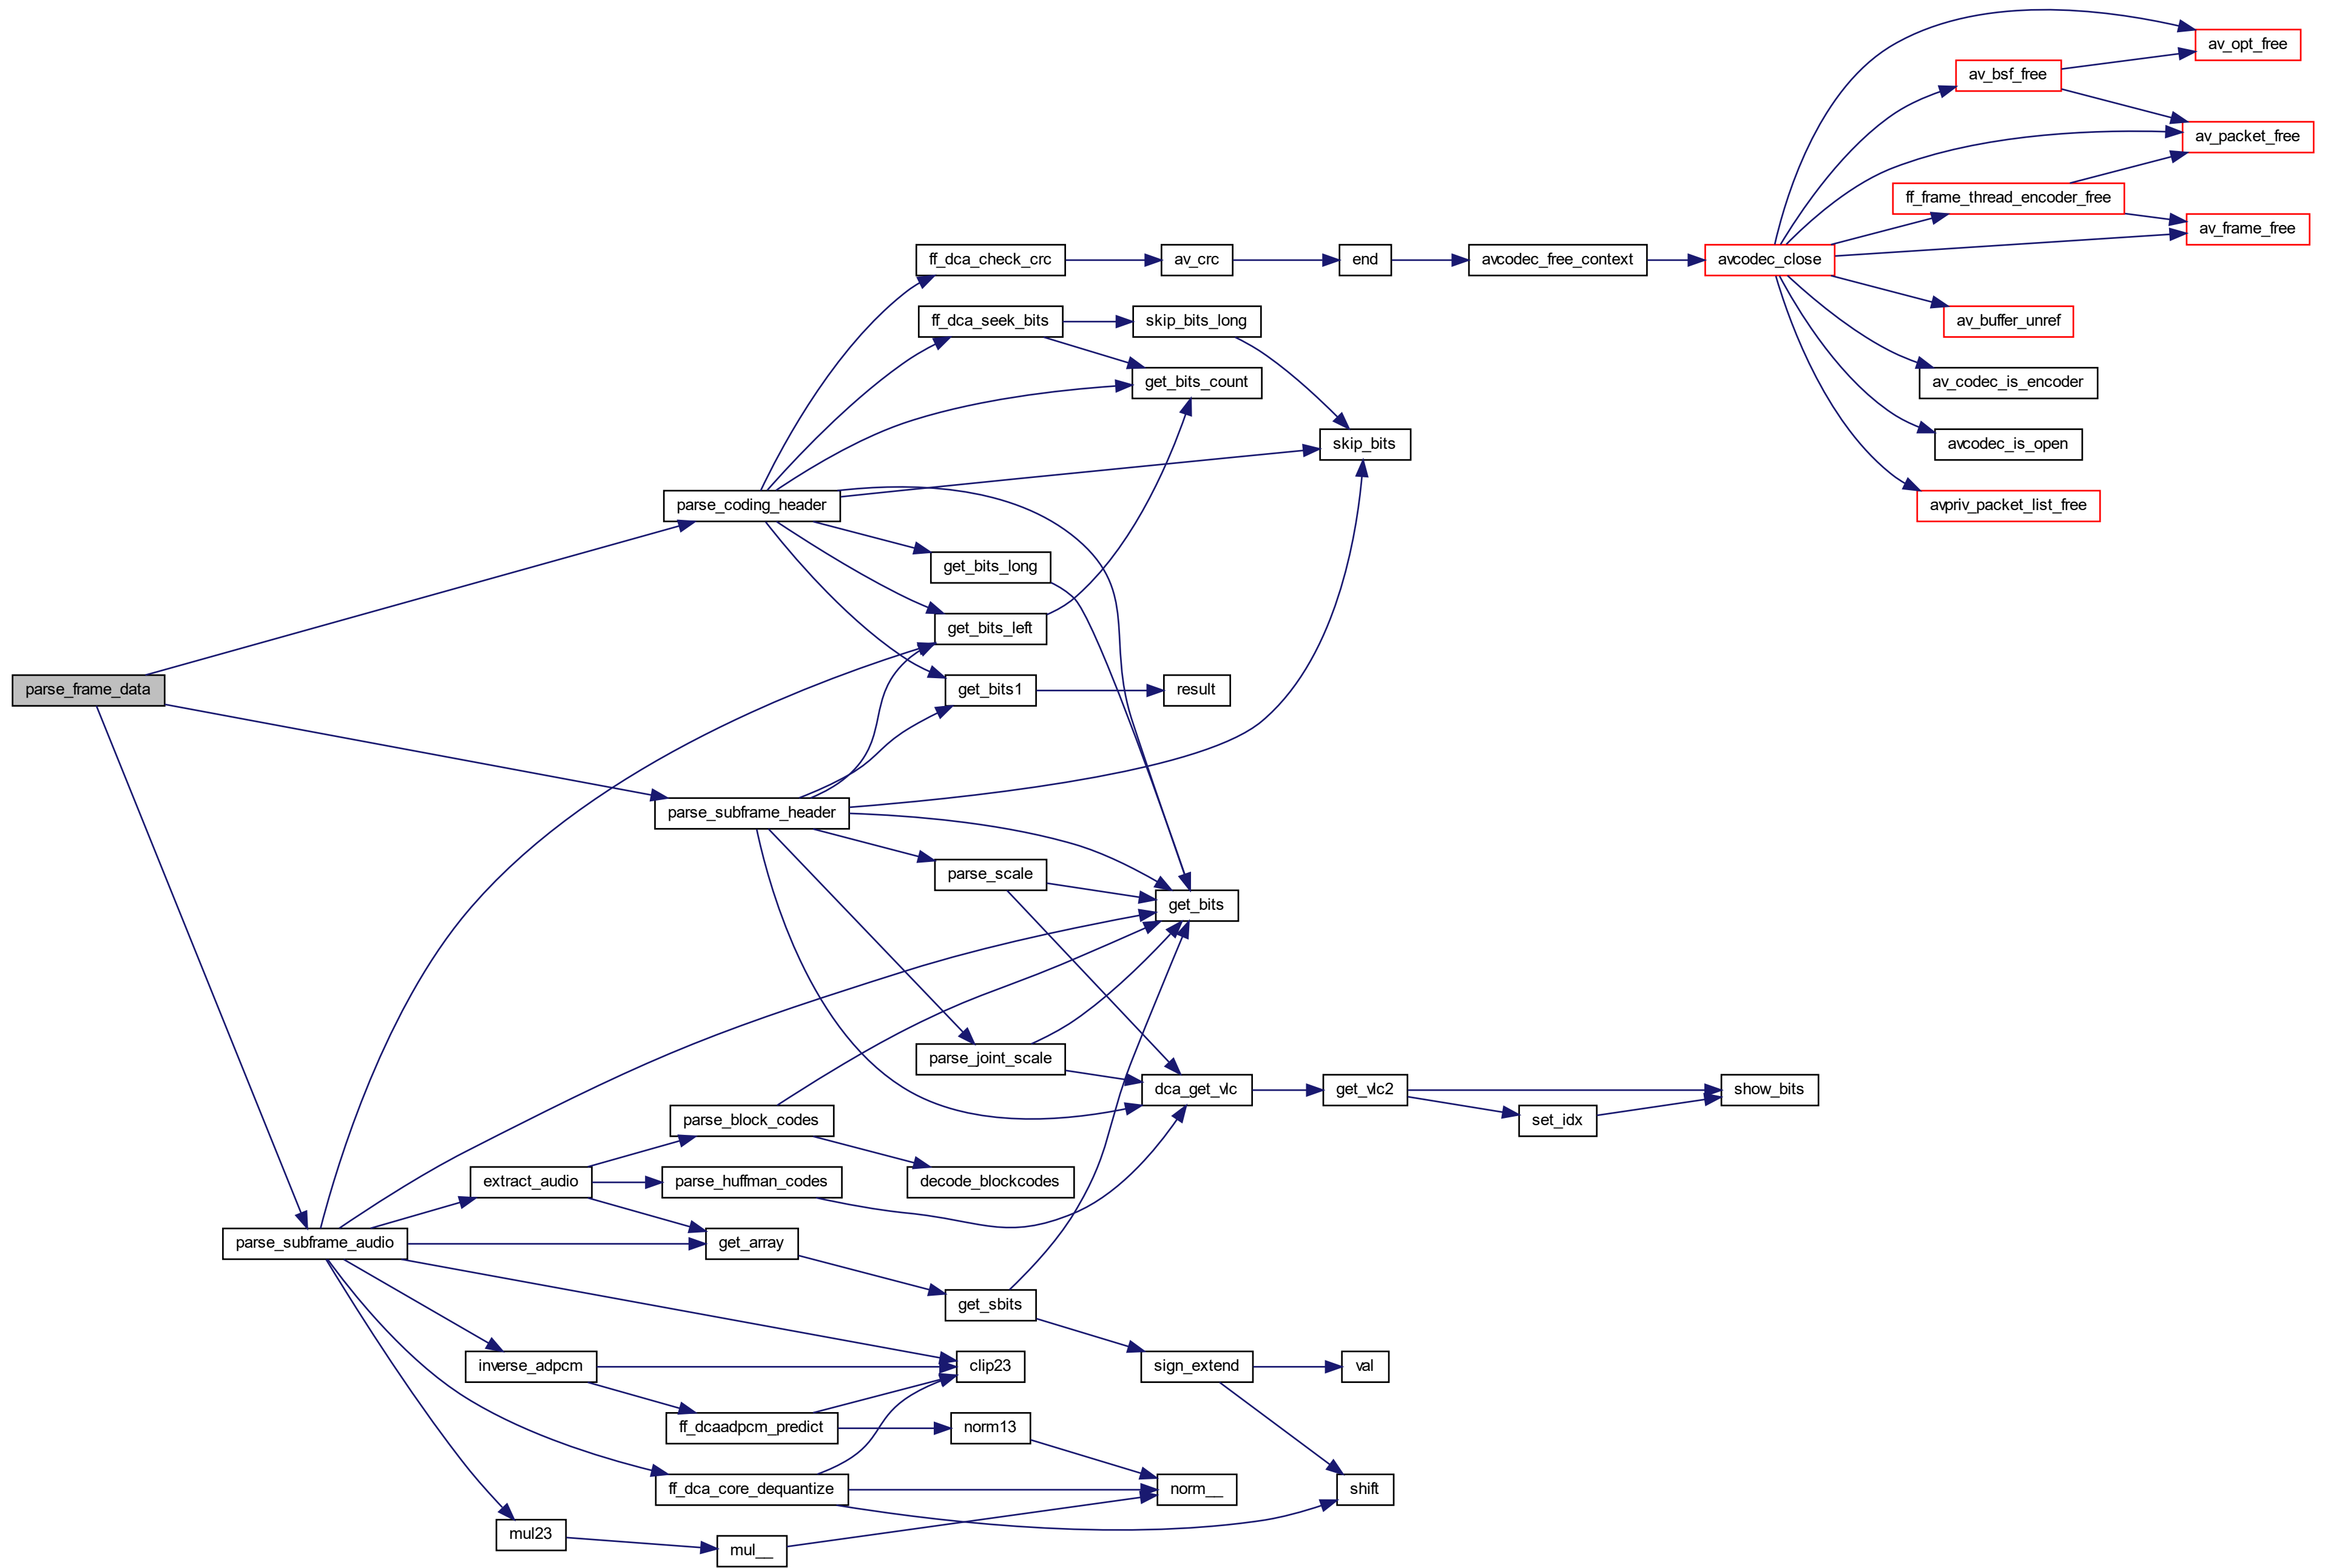 av_opt_free
av_bsf_free
av_packet_free
ff_frame_thread_encoder_free
av_frame_free
ff_dca_check_crc
av_crc
end
avcodec_free_context
avcodec_close
ff_dca_seek_bits
skip_bits_long
av_buffer_unref
get_bits_count
av_codec_is_encoder
skip_bits
avcodec_is_open
parse_coding_header
avpriv_packet_list_free
get_bits_long
get_bits_left
parse_frame_data
get_bits1
result
parse_subframe_header
parse_scale
get_bits
parse_joint_scale
dca_get_vlc
get_vlc2
show_bits
parse_block_codes
set_idx
extract_audio
parse_huffman_codes
decode_blockcodes
parse_subframe_audio
get_array
get_sbits
inverse_adpcm
clip23
sign_extend
val
ff_dcaadpcm_predict
norm13
ff_dca_core_dequantize
norm__
shift
mul23
mul__